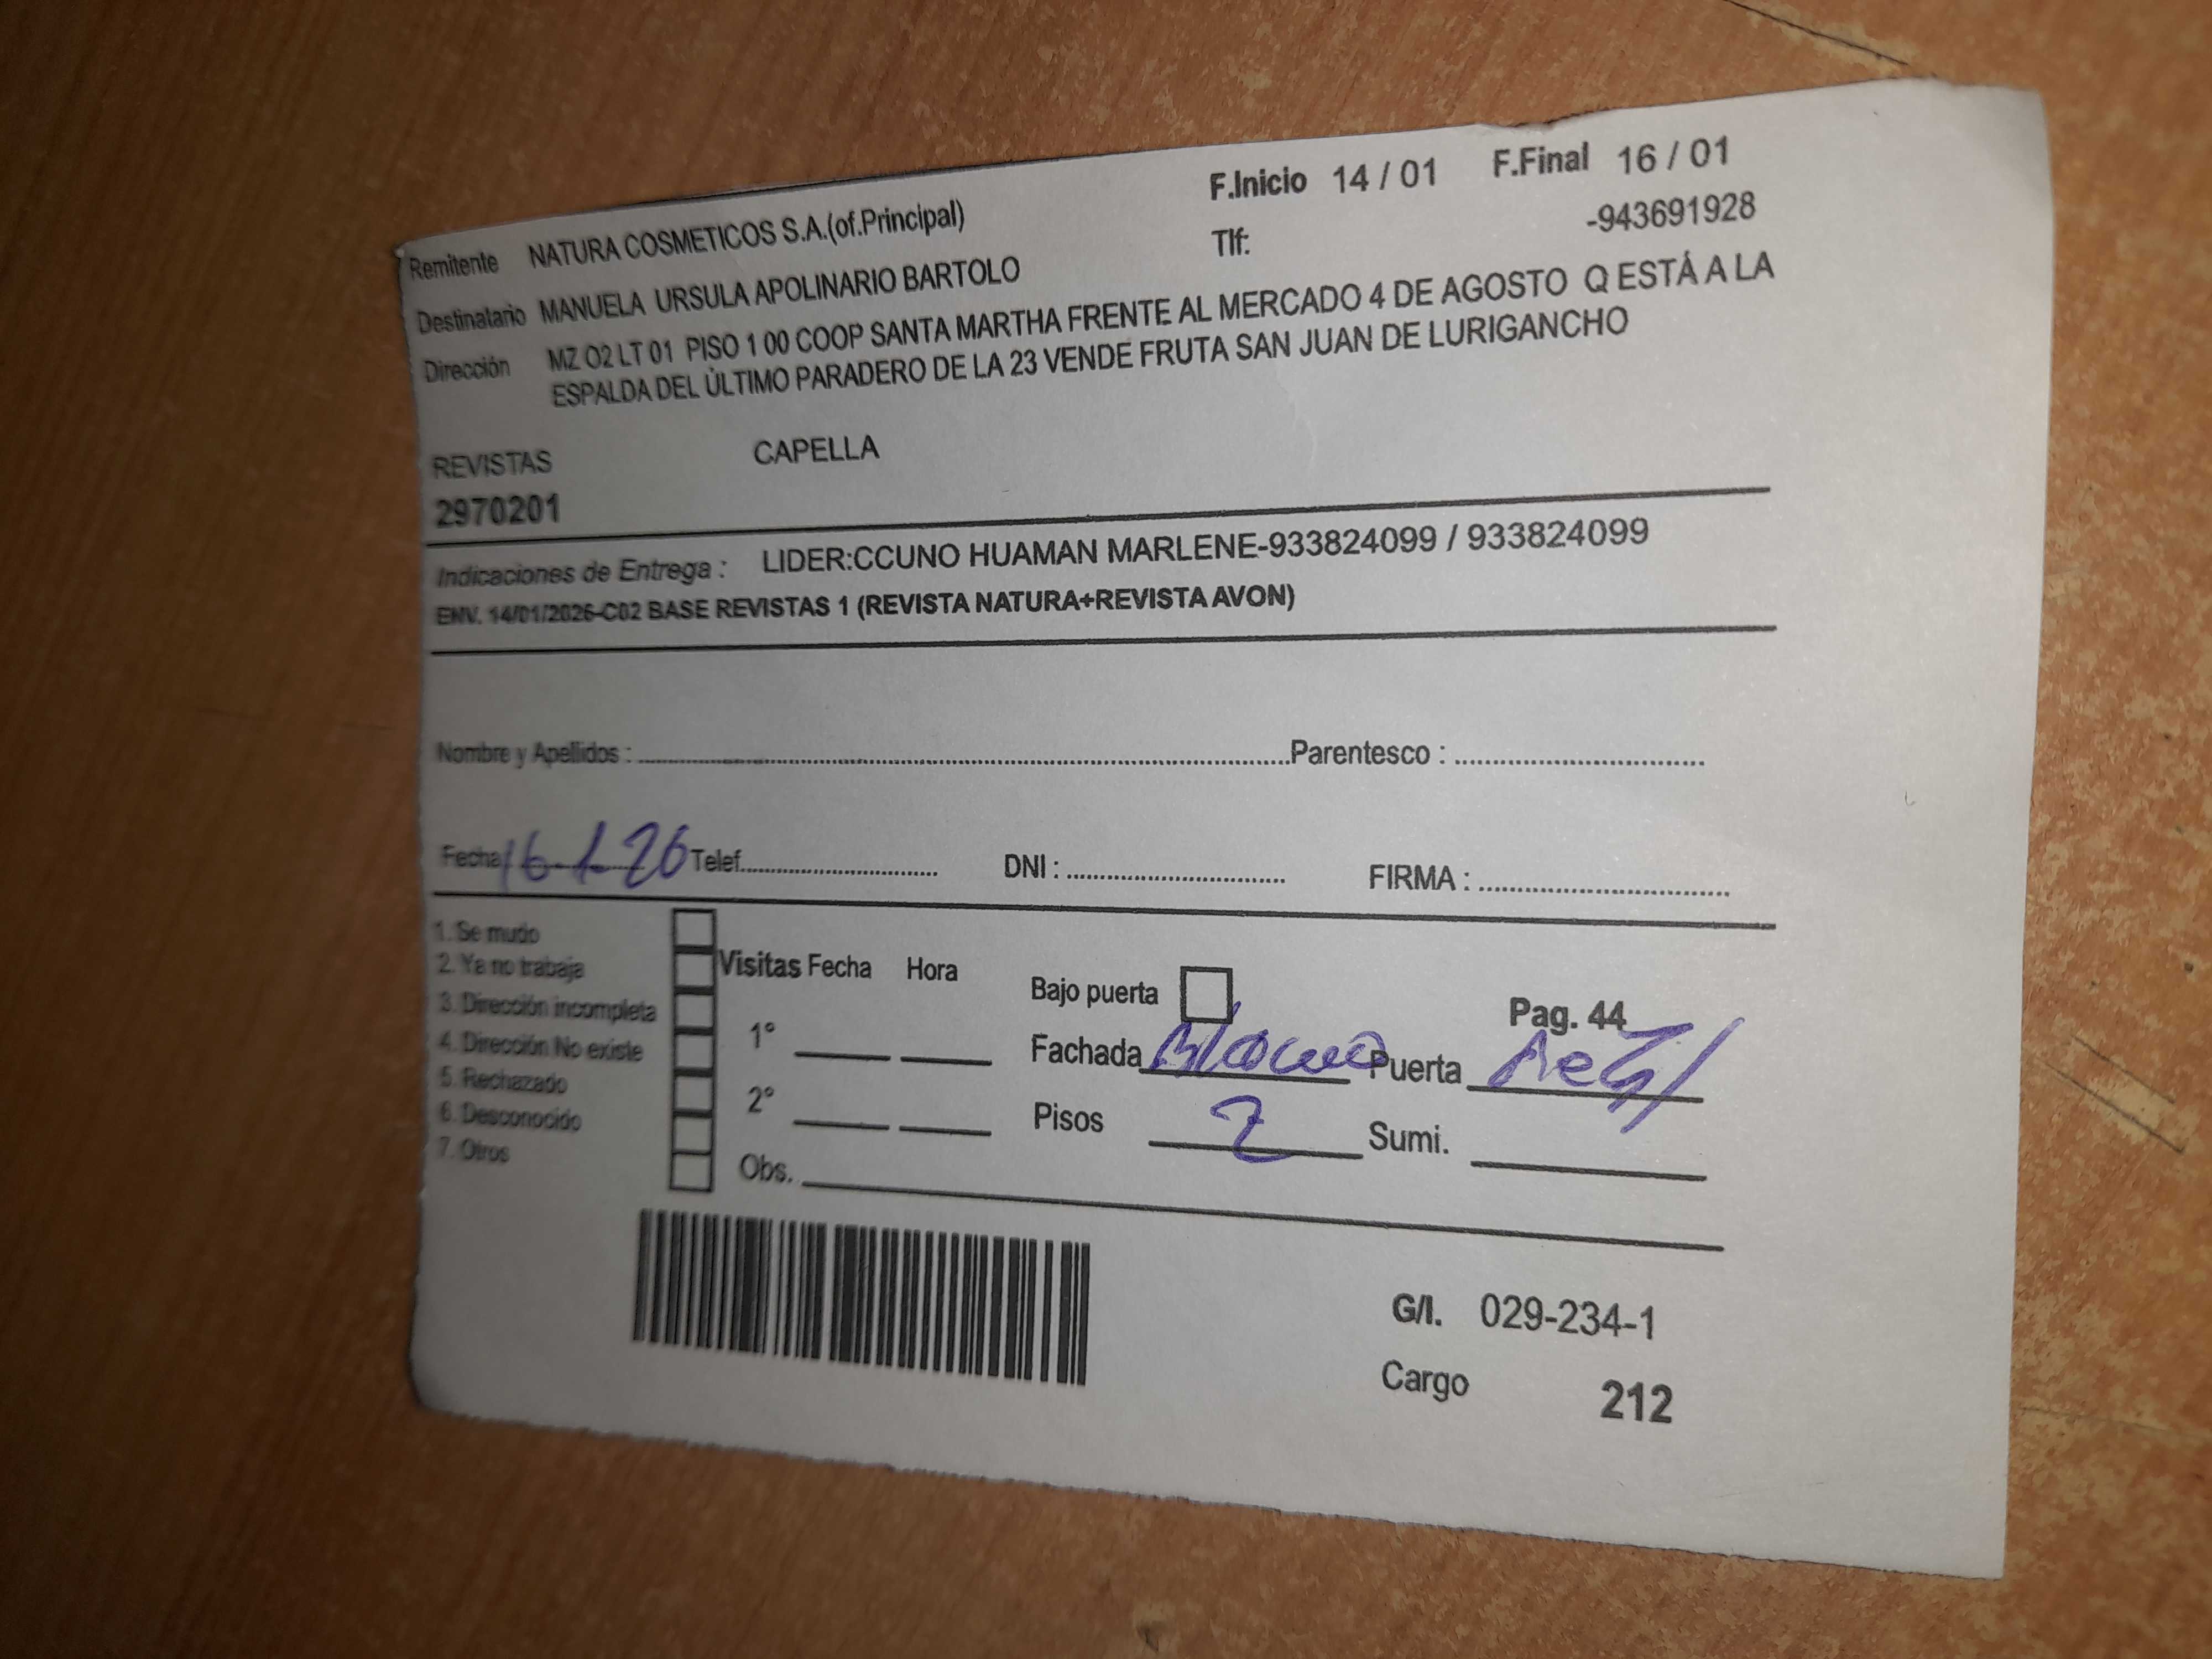 F.Inicio 14 / 01 F.Final 16 / 01
Remitente NATURA COSMETICOS S.A.(of.Principal) Tlf: -943691928
Destinatario MANUELA URSULA APOLINARIO BARTOLO
Dirección MZ O2 LT 01 PISO 1 00 COOP SANTA MARTHA FRENTE AL MERCADO 4 DE AGOSTO Q ESTÁ A LA
ESPALDA DEL ÚLTIMO PARADERO DE LA 23 VENDE FRUTA SAN JUAN DE LURIGANCHO
REVISTAS CAPELLA
2970201
Indicaciones de Entrega : LIDER:CCUNO HUAMAN MARLENE-933824099 / 933824099
ENV. 14/01/2026-C02 BASE REVISTAS 1 (REVISTA NATURA+REVISTA AVON)
Nombre y Apellidos : Parentesco :
Fecha 16-1-26 Telef. DNI : FIRMA :
1. Se mudo
2. Ya no trabaja Visitas Fecha Hora Bajo puerta
3. Dirección incompleta Pag. 44
4. Dirección No existe 1° Fachada Blanco Puerta
5. Rechazado
6. Desconocido 2° Pisos 2 Sumi.
7. Otros Obs.
G/I. 029-234-1
Cargo 212